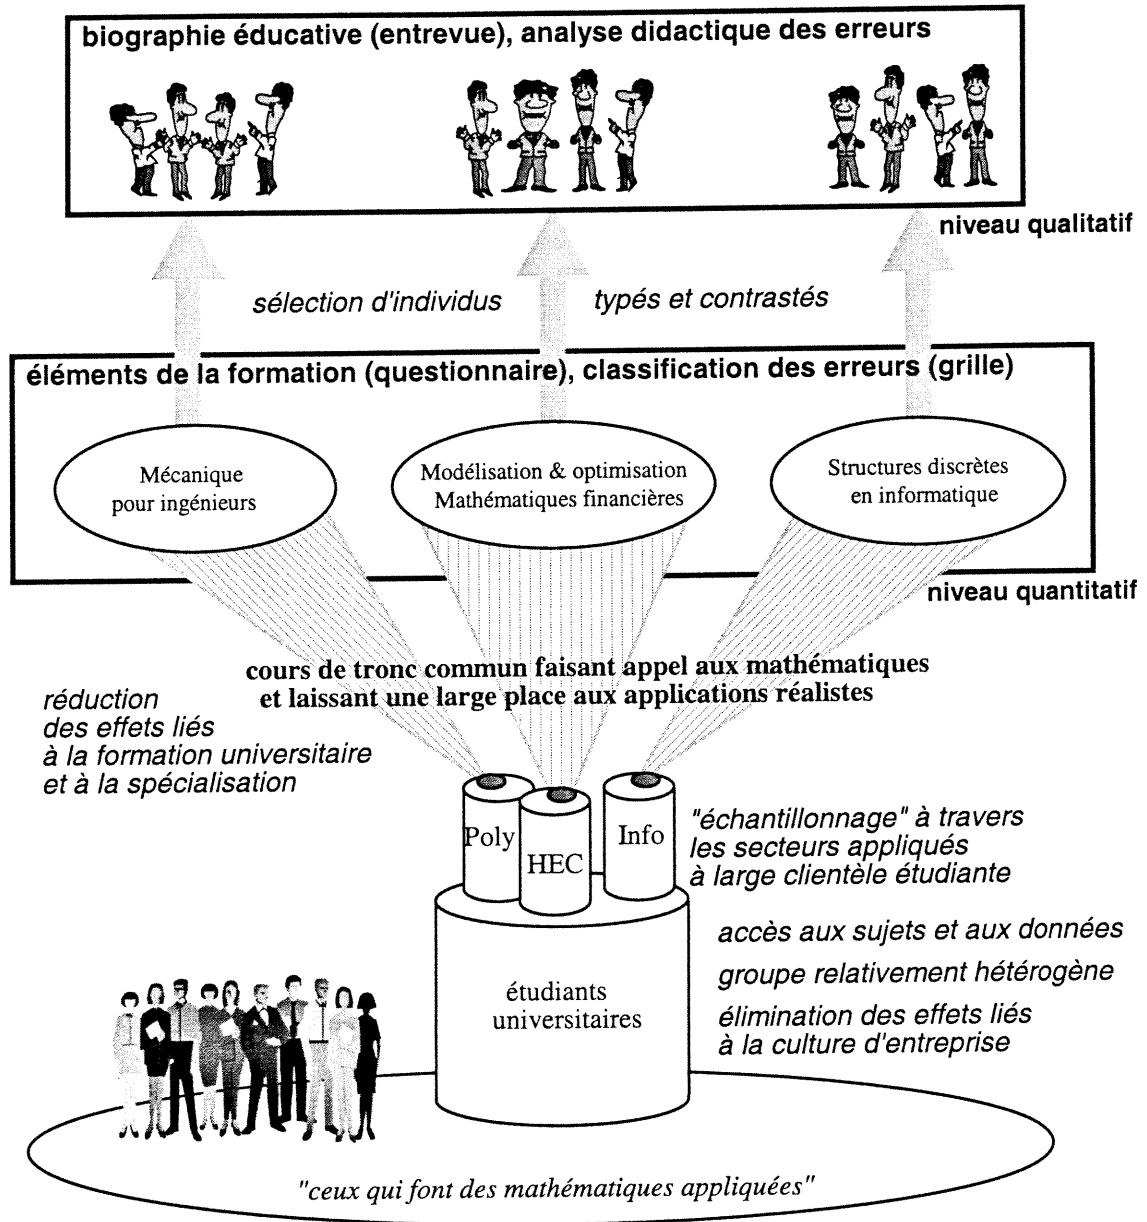 biographie éducative (entrevue), analyse didactique des erreurs
niveau qualitatif
sélection d'individus
typés et contrastés
éléments de la formation (questionnaire), classification des erreurs (grille)
Mécanique
pour ingénieurs
Modélisation & optimisation
Mathématiques financières
Structures discrètes
en informatique
niveau quantitatif
cours de tronc commun faisant appel aux mathématiques
et laissant une large place aux applications réalistes
réduction
des effets liés
à la formation universitaire
et à la spécialisation
Poly
HEC
Info
"échantillonnage" à travers
les secteurs appliqués
à large clientèle étudiante
accès aux sujets et aux données
groupe relativement hétérogène
élimination des effets liés
à la culture d'entreprise
étudiants
universitaires
"ceux qui font des mathématiques appliquées"